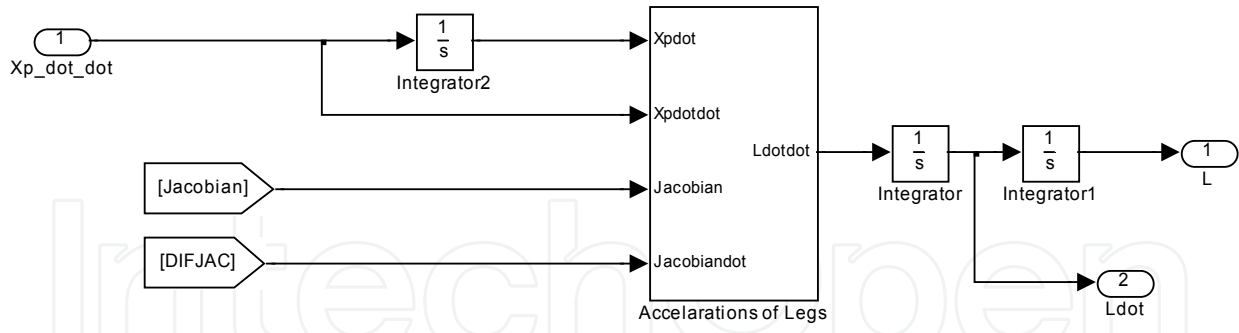 1
Xp_dot_dot
1
s
Integrator2
Xpdot
Xpdotdot
[Jacobian]
Jacobian
[DIFJAC]
Jacobiandot
Ldotdot
Accelarations of Legs
1
s
Integrator
1
s
Integrator1
1
L
2
Ldot
IntechOpen